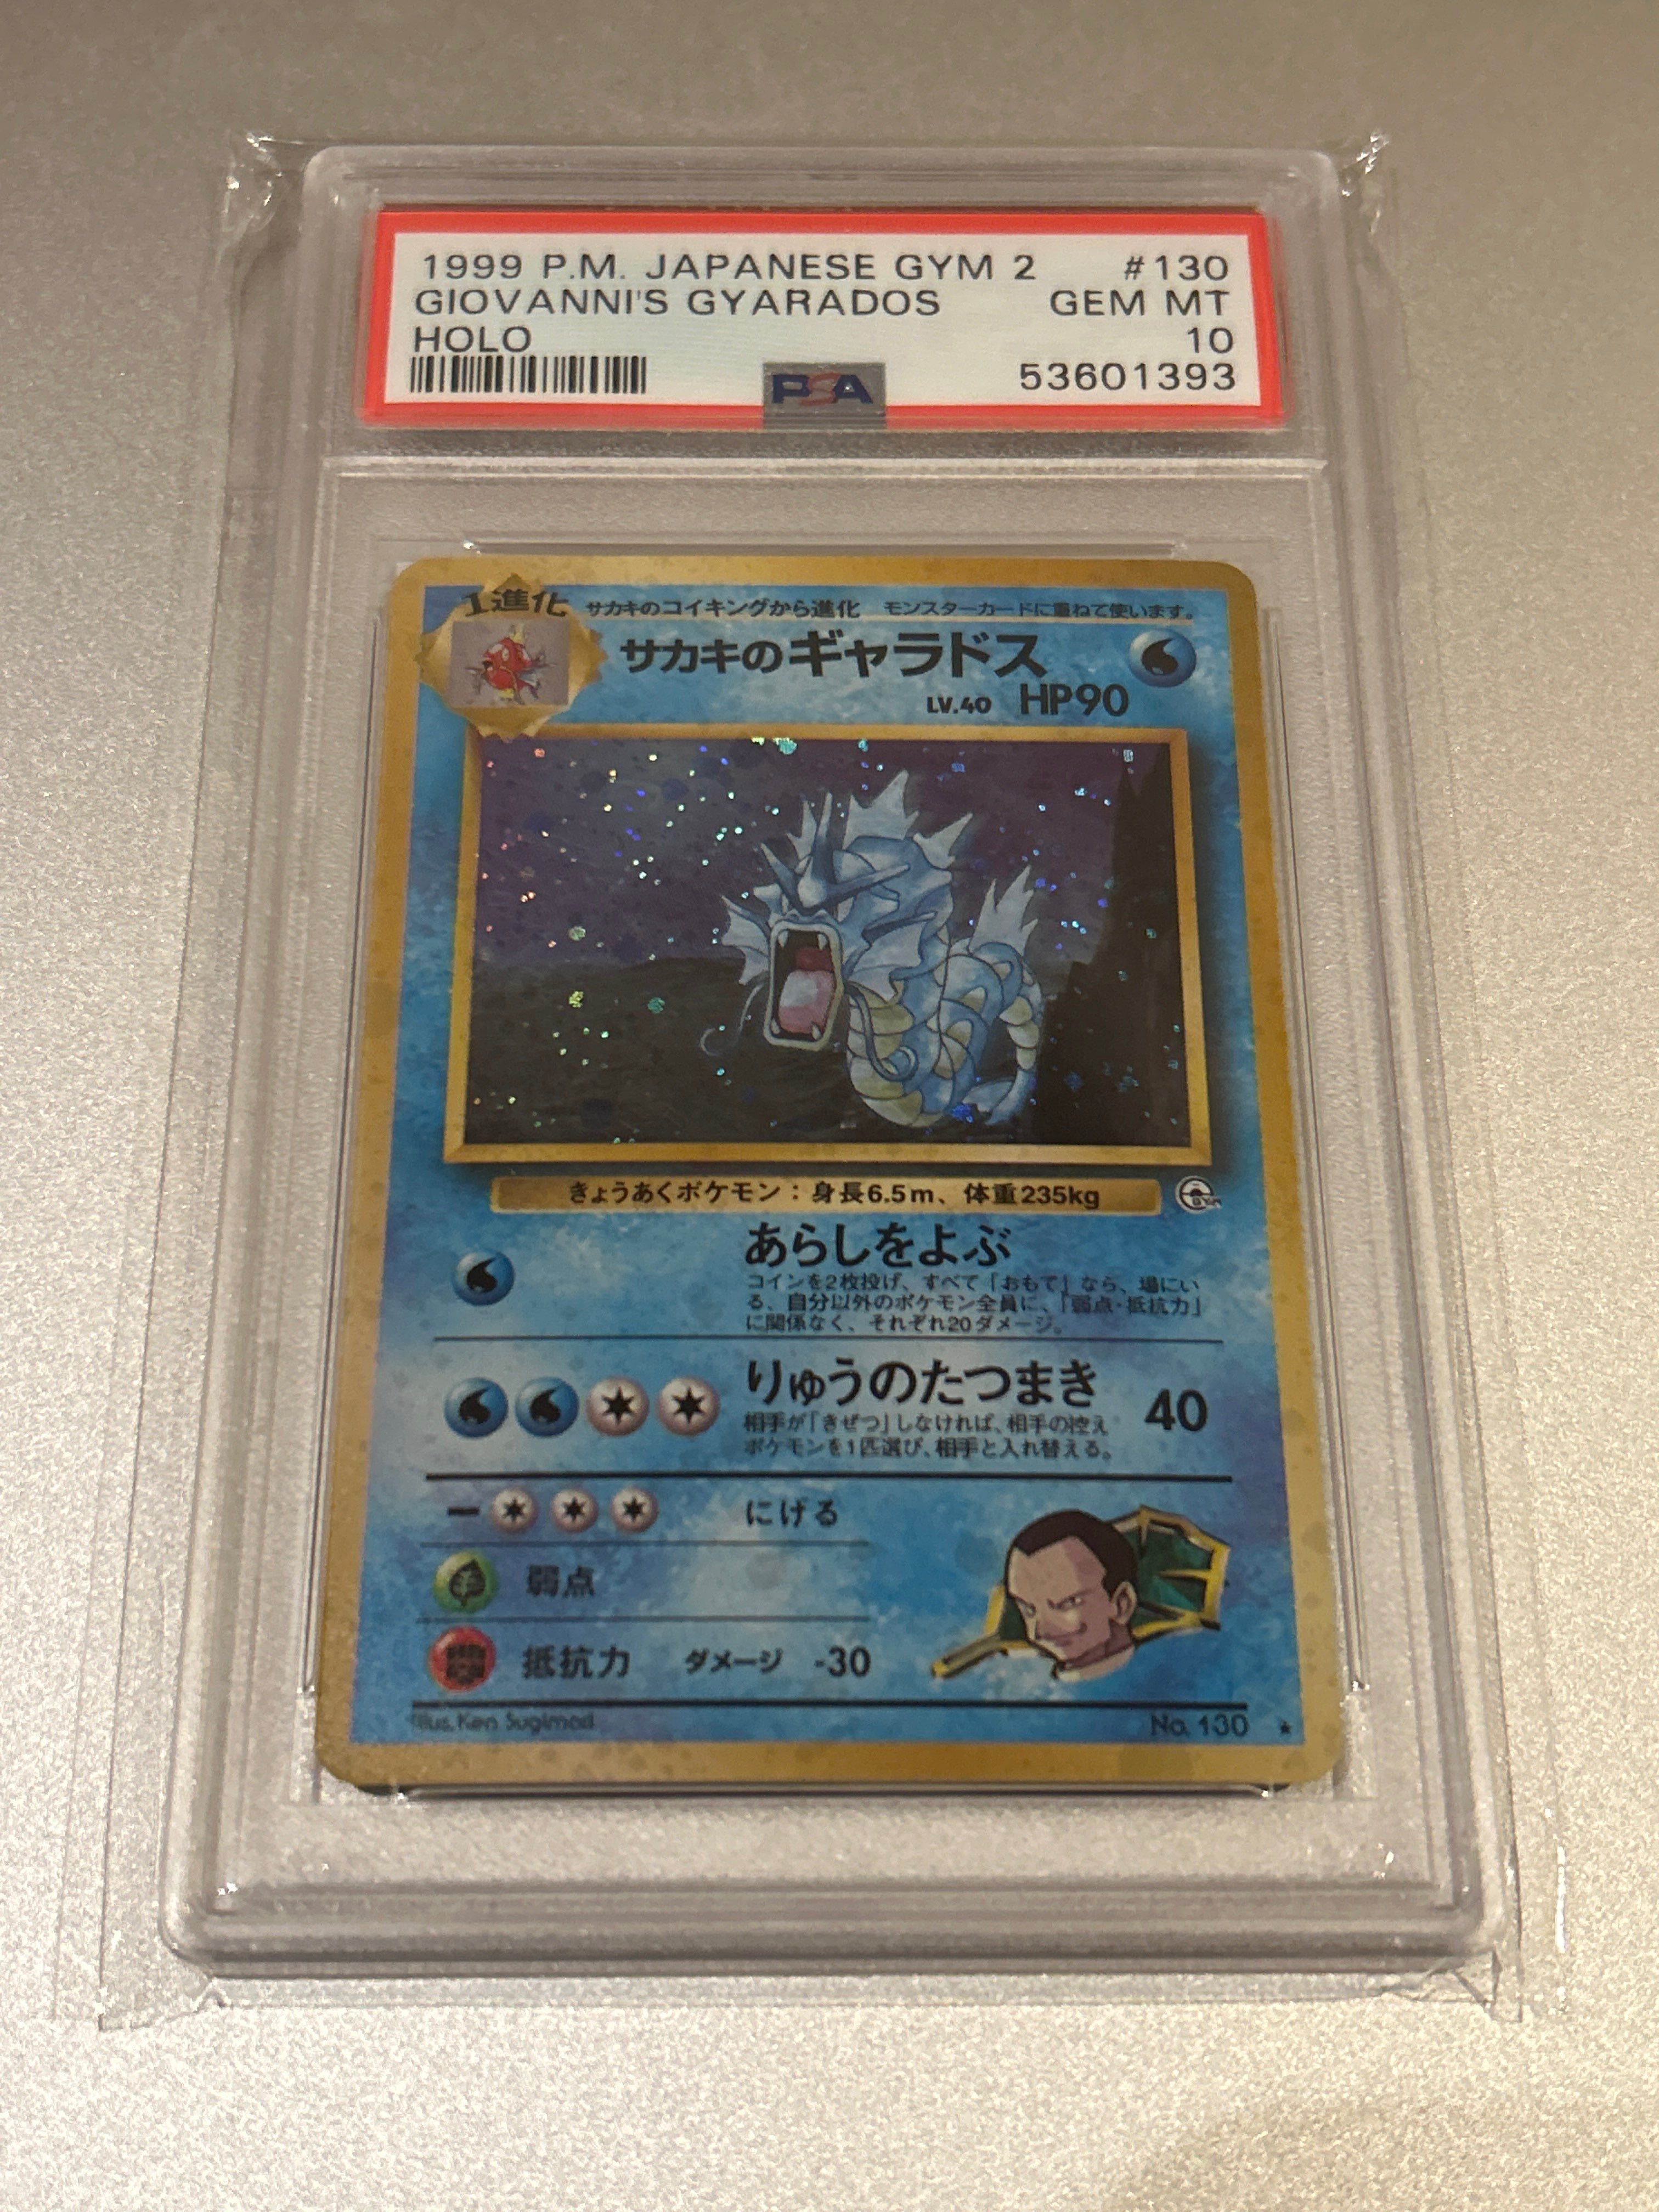 1999 P.M. JAPANESE GYM 2 #130
GIOVANNI'S GYARADOS GEM MT
HOLO 10
PSA 53601393
1進化 サカキのコイキングから進化 モンスターカードに重ねて使います。
サカキのギャラドス
LV.40 HP90
きょうあくポケモン：身長6.5m、体重235kg
GYM
あらしをよぶ
コインを2枚投げ、すべて「おもて」なら、場にい
る、自分以外のポケモン全員に、「弱点・抵抗力」
に関係なく、それぞれ20ダメージ。
りゅうのたつまき 40
相手が「きぜつ」しなければ、相手の控え
ポケモンを1匹選び、相手と入れ替える。
ー にげる
弱点
抵抗力 ダメージ -30
Illus. Ken Sugimori No. 130 ★